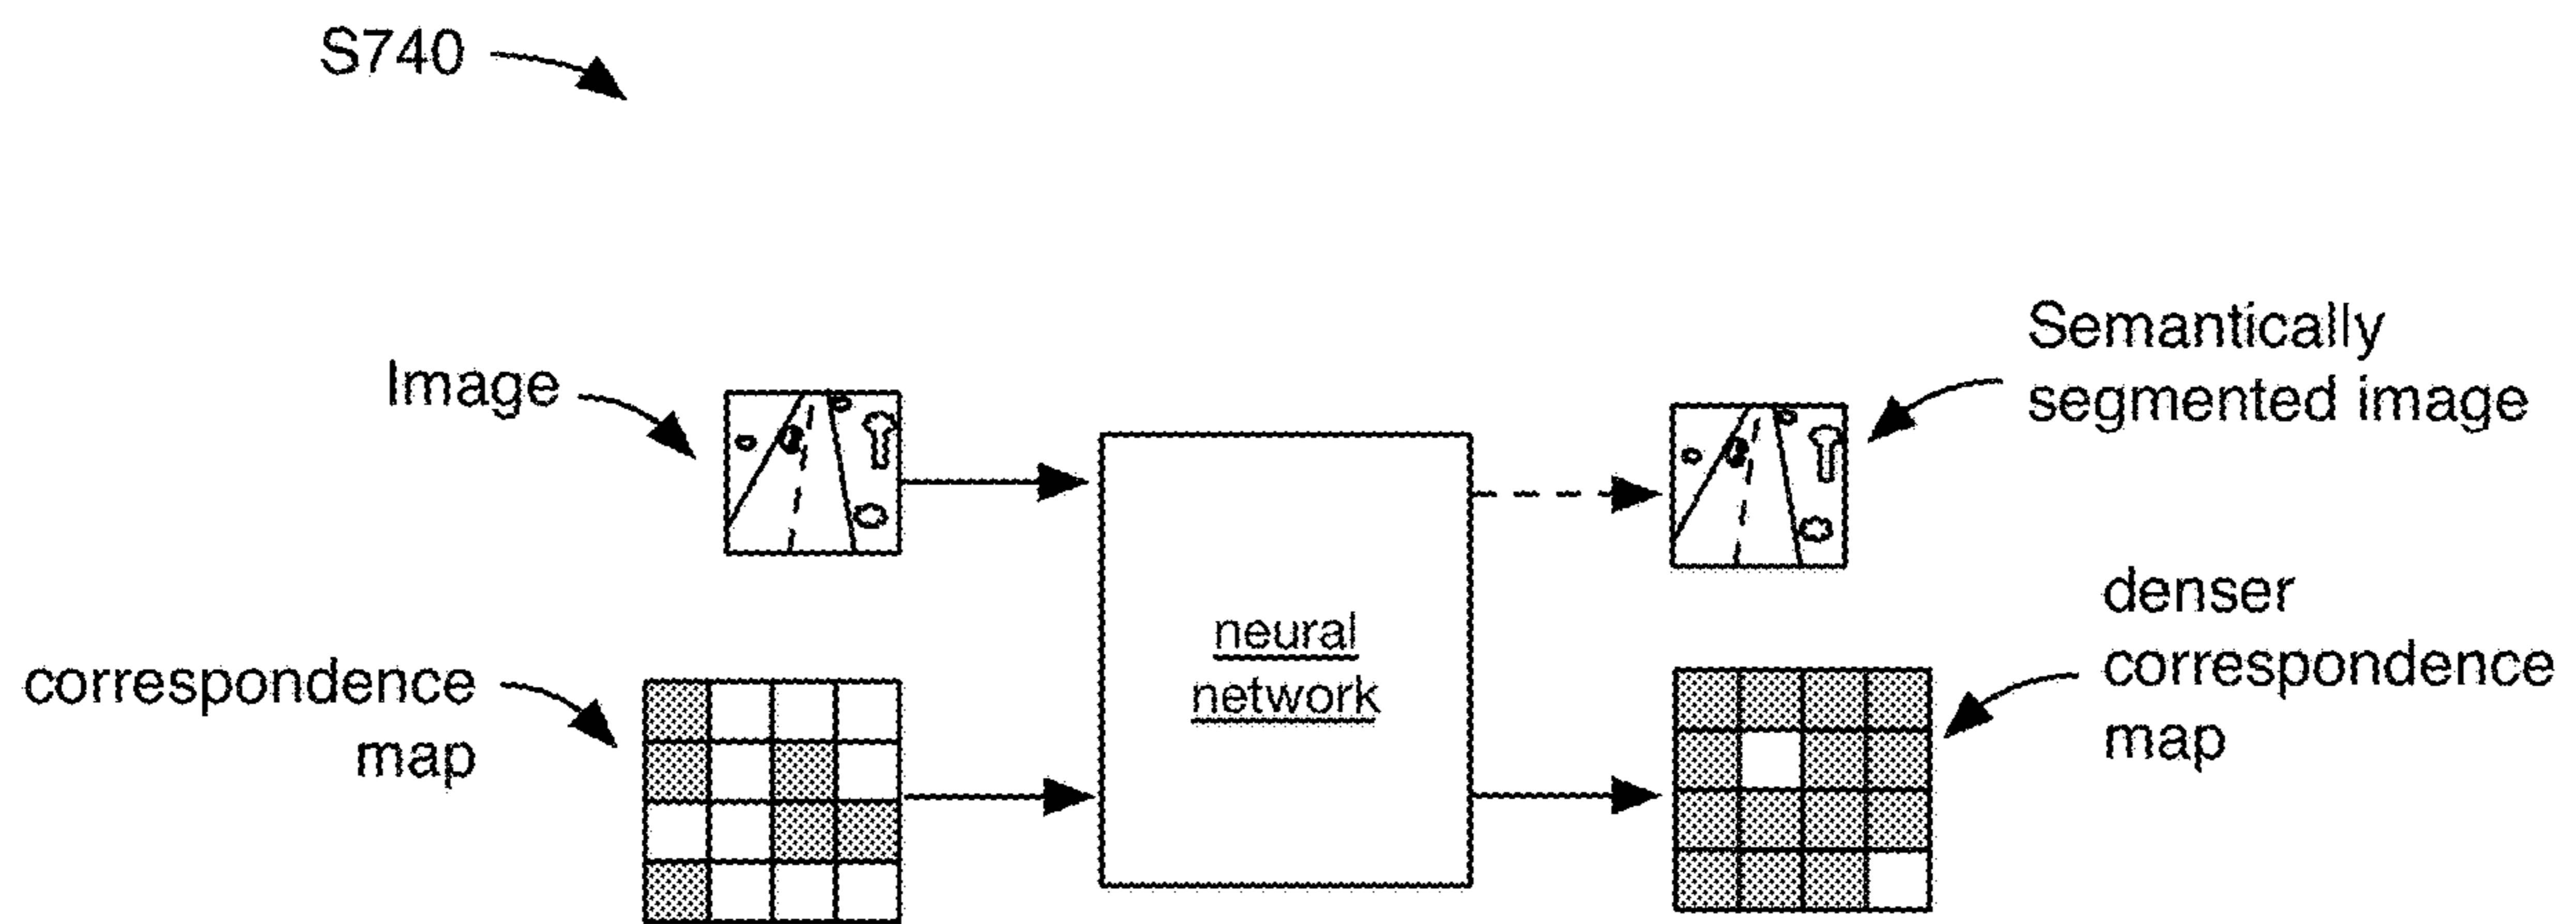 S740
Image
Semantically
segmented image
neural
network
correspondence
map
denser
correspondence
map